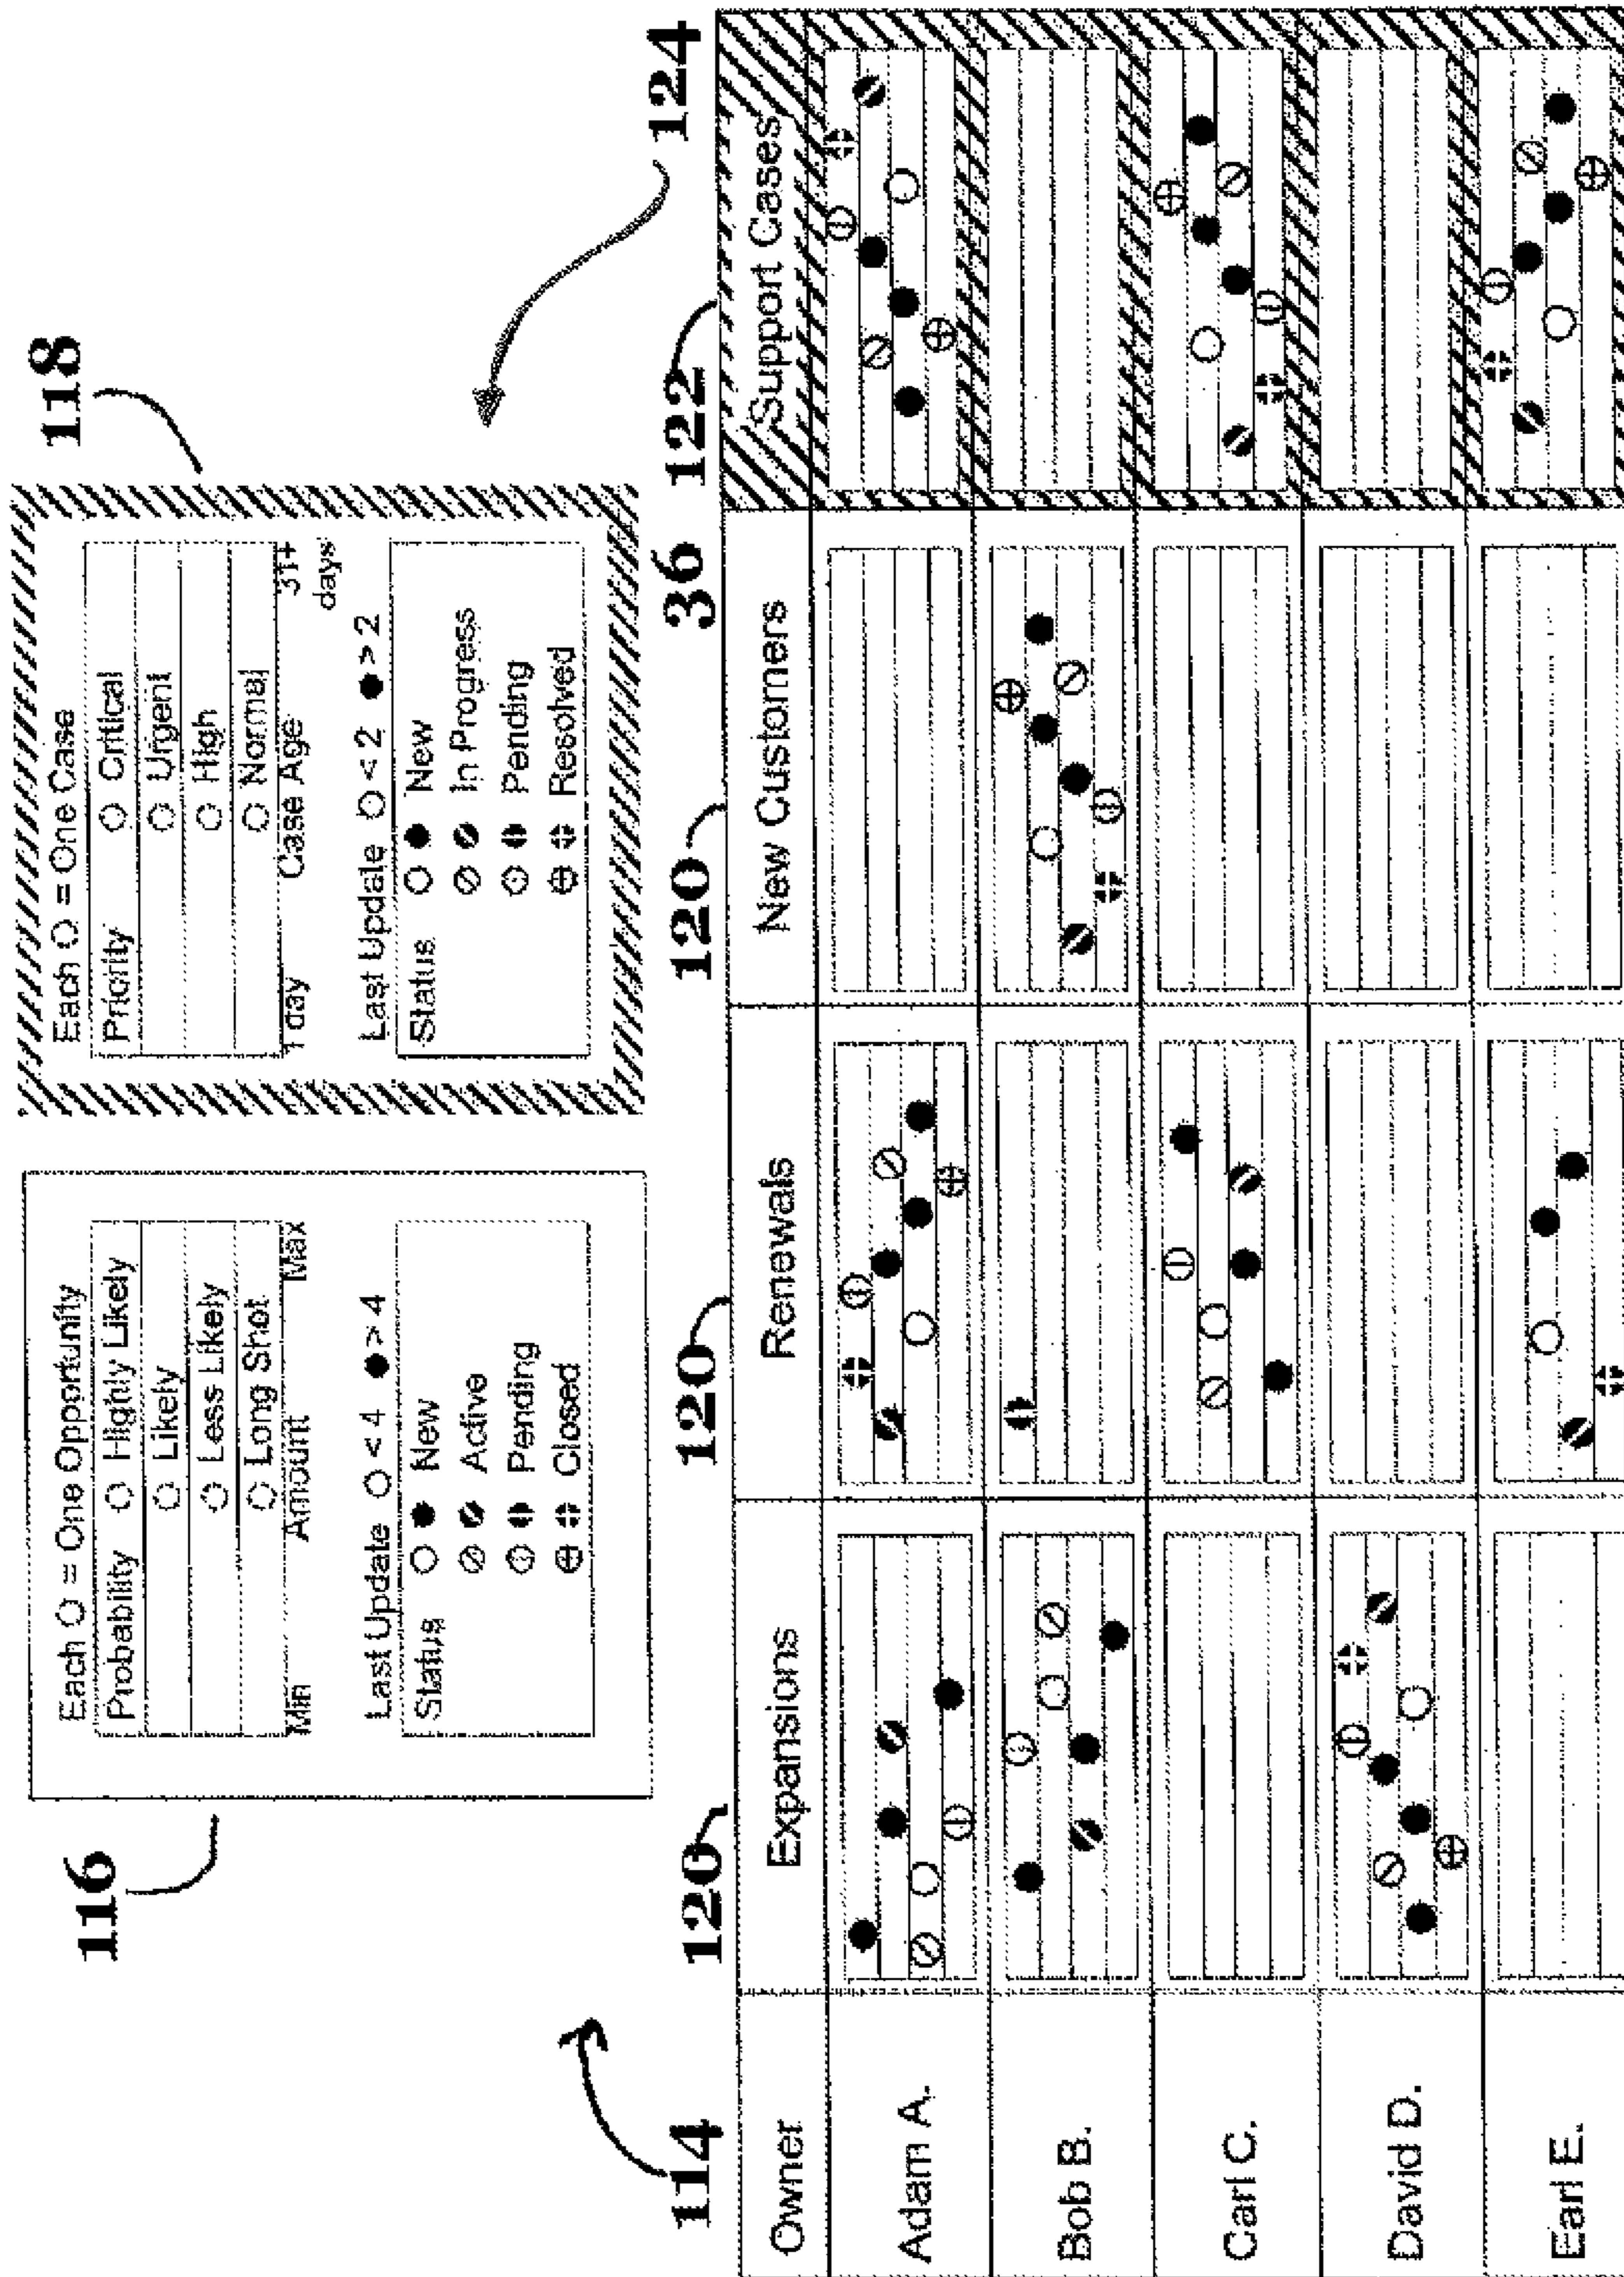 116
Each O = One Opportunity
Probability O Highly Likely
O Likely
O Less Likely
O Long Shot
Min Amount Max
Last Update O < 4 ● > 4
Status O ● New
Active
Pending
Closed
118
Each O = One Case
Priority O Critical
O Urgent
O High
O Normal
1 day Case Age 31+
days
Last Update O < 2 ● > 2
Status O ● New
In Progress
Pending
Resolved
114
120
120
120
36
122
124
Owner Expansions Renewals New Customers Support Cases
Adam A.
Bob B.
Carl C.
David D.
Earl E.